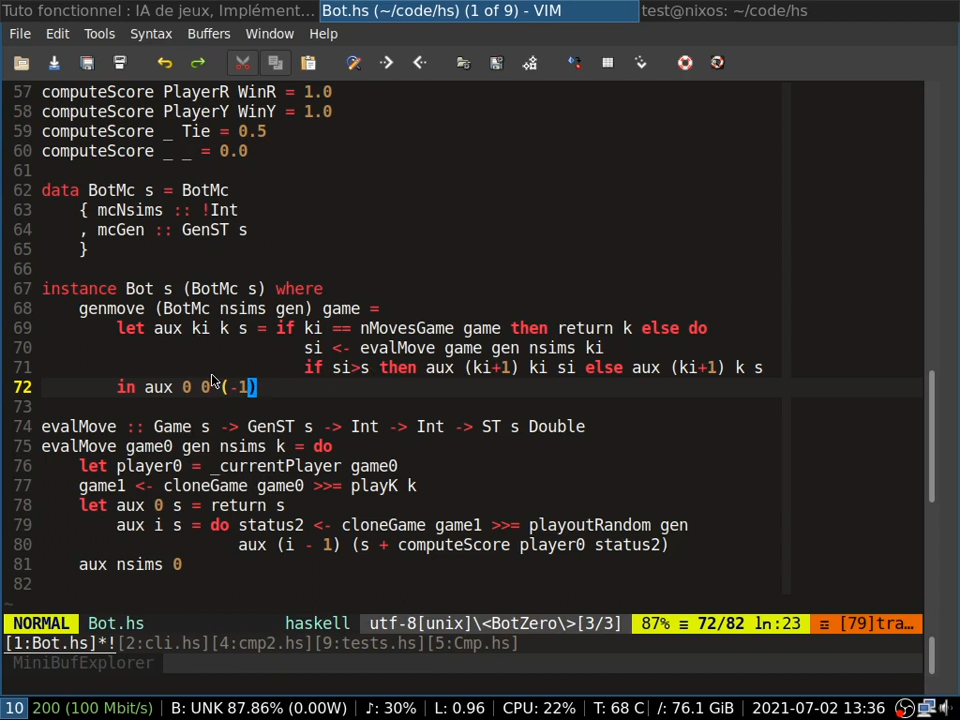 Tuto fonctionnel : IA de jeux, Implément... Bot.hs (~/code/hs) (1 of 9) - VIM test@nixos: ~/code/hs
File Edit Tools Syntax Buffers Window Help
57 computeScore PlayerR WinR = 1.0
58 computeScore PlayerY WinY = 1.0
59 computeScore _ Tie = 0.5
60 computeScore _ _ = 0.0
61
62 data BotMc s = BotMc
63     { mcNsims :: !Int
64     , mcGen :: GenST s
65     }
66
67 instance Bot s (BotMc s) where
68     genmove (BotMc nsims gen) game =
69         let aux ki k s = if ki == nMovesGame game then return k else do
70                             si <- evalMove game gen nsims ki
71                             if si>s then aux (ki+1) ki si else aux (ki+1) k s
72         in aux 0 0 (-1)
73
74 evalMove :: Game s -> GenST s -> Int -> Int -> ST s Double
75 evalMove game0 gen nsims k = do
76     let player0 = _currentPlayer game0
77     game1 <- cloneGame game0 >>= playK k
78     let aux 0 s = return s
79         aux i s = do status2 <- cloneGame game1 >>= playoutRandom gen
80                      aux (i - 1) (s + computeScore player0 status2)
81     aux nsims 0
82
~
NORMAL Bot.hs haskell utf-8[unix]\<BotZero\>[3/3] 87% ≡ 72/82 ln:23 ≡ [79]tra...
[1:Bot.hs]*![2:cli.hs][4:cmp2.hs][9:tests.hs][5:Cmp.hs]
MiniBufExplorer
10 200 (100 Mbit/s) | B: UNK 87.86% (0.00W) | ♪: 30% | L: 0.96 | CPU: 22% | T: 68 C | /: 76.1 GiB | 2021-07-02 13:36